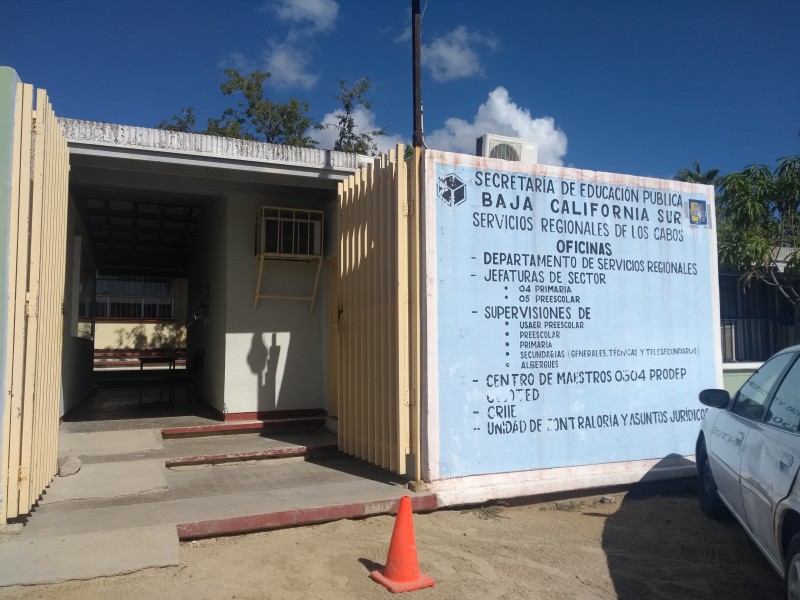 SECRETARÍA DE EDUCACIÓN PÚBLICA
BAJA CALIFORNIA SUR
SERVICIOS REGIONALES DE LOS CABOS
OFICINAS
- DEPARTAMENTO DE SERVICIOS REGIONALES
- JEFATURAS DE SECTOR
• 04 PRIMARIA
• 05 PREESCOLAR
- SUPERVISIONES DE
• USAER PREESCOLAR
• PREESCOLAR
• PRIMARIA
• SECUNDARIAS (GENERALES, TÉCNICAS Y TELESECUNDARIAS)
• ALBERGUES
- CENTRO DE MAESTROS 0304 PRODEP
- CRIIE
- UNIDAD DE CONTRALORIA Y ASUNTOS JURÍDICOS